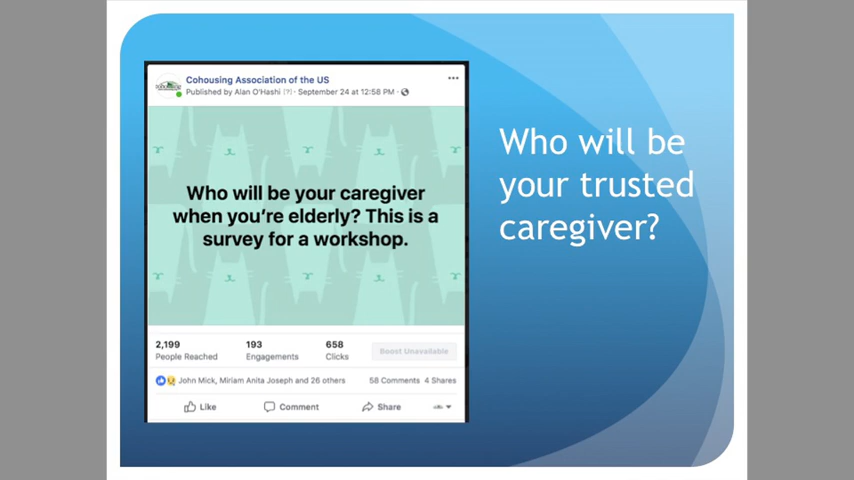 Cohousing Association of the US
Published by Alan O'Hashi [?] · September 24 at 12:58 PM ·
Who will be your caregiver
when you're elderly? This is a
survey for a workshop.
2,199
People Reached
193
Engagements
658
Clicks
Boost Unavailable
John Mick, Miriam Anita Joseph and 26 others
58 Comments 4 Shares
Like
Comment
Share
Who will be
your trusted
caregiver?